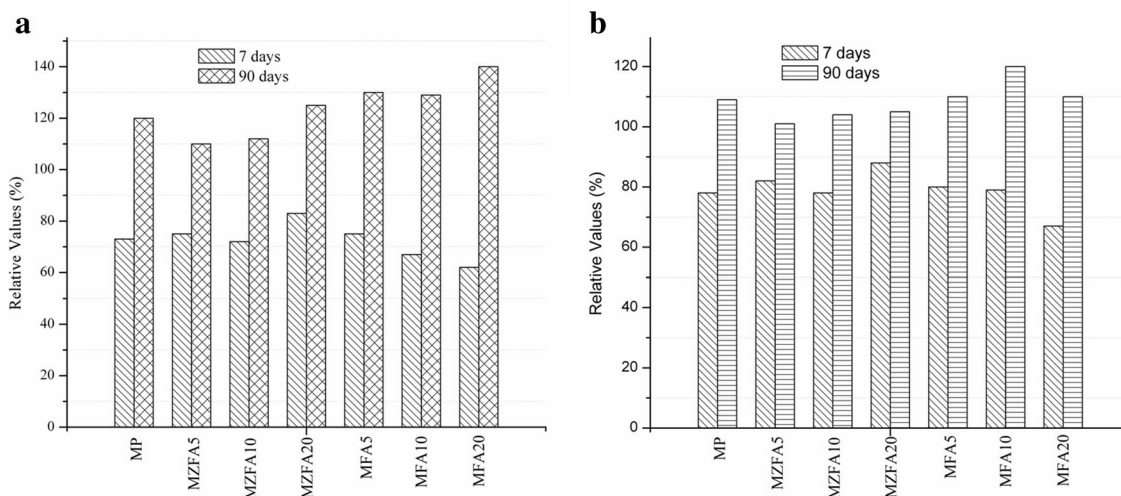 a
7 days
90 days
Relative Values (%)
140
120
100
80
60
40
20
0
MP
MZFA5
MZFA10
MZFA20
MFA5
MFA10
MFA20
b
7 days
90 days
Relative Values (%)
120
100
80
60
40
20
0
MP
MZFA5
MZFA10
MZFA20
MFA5
MFA10
MFA20